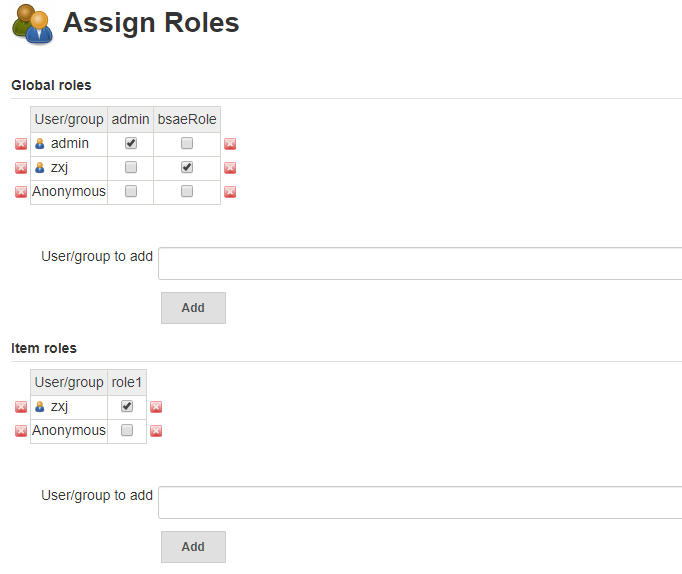 Assign Roles
Global roles
User/group admin bsaeRole
admin
zxj
Anonymous
User/group to add
Add
Item roles
User/group role1
zxj
Anonymous
User/group to add
Add